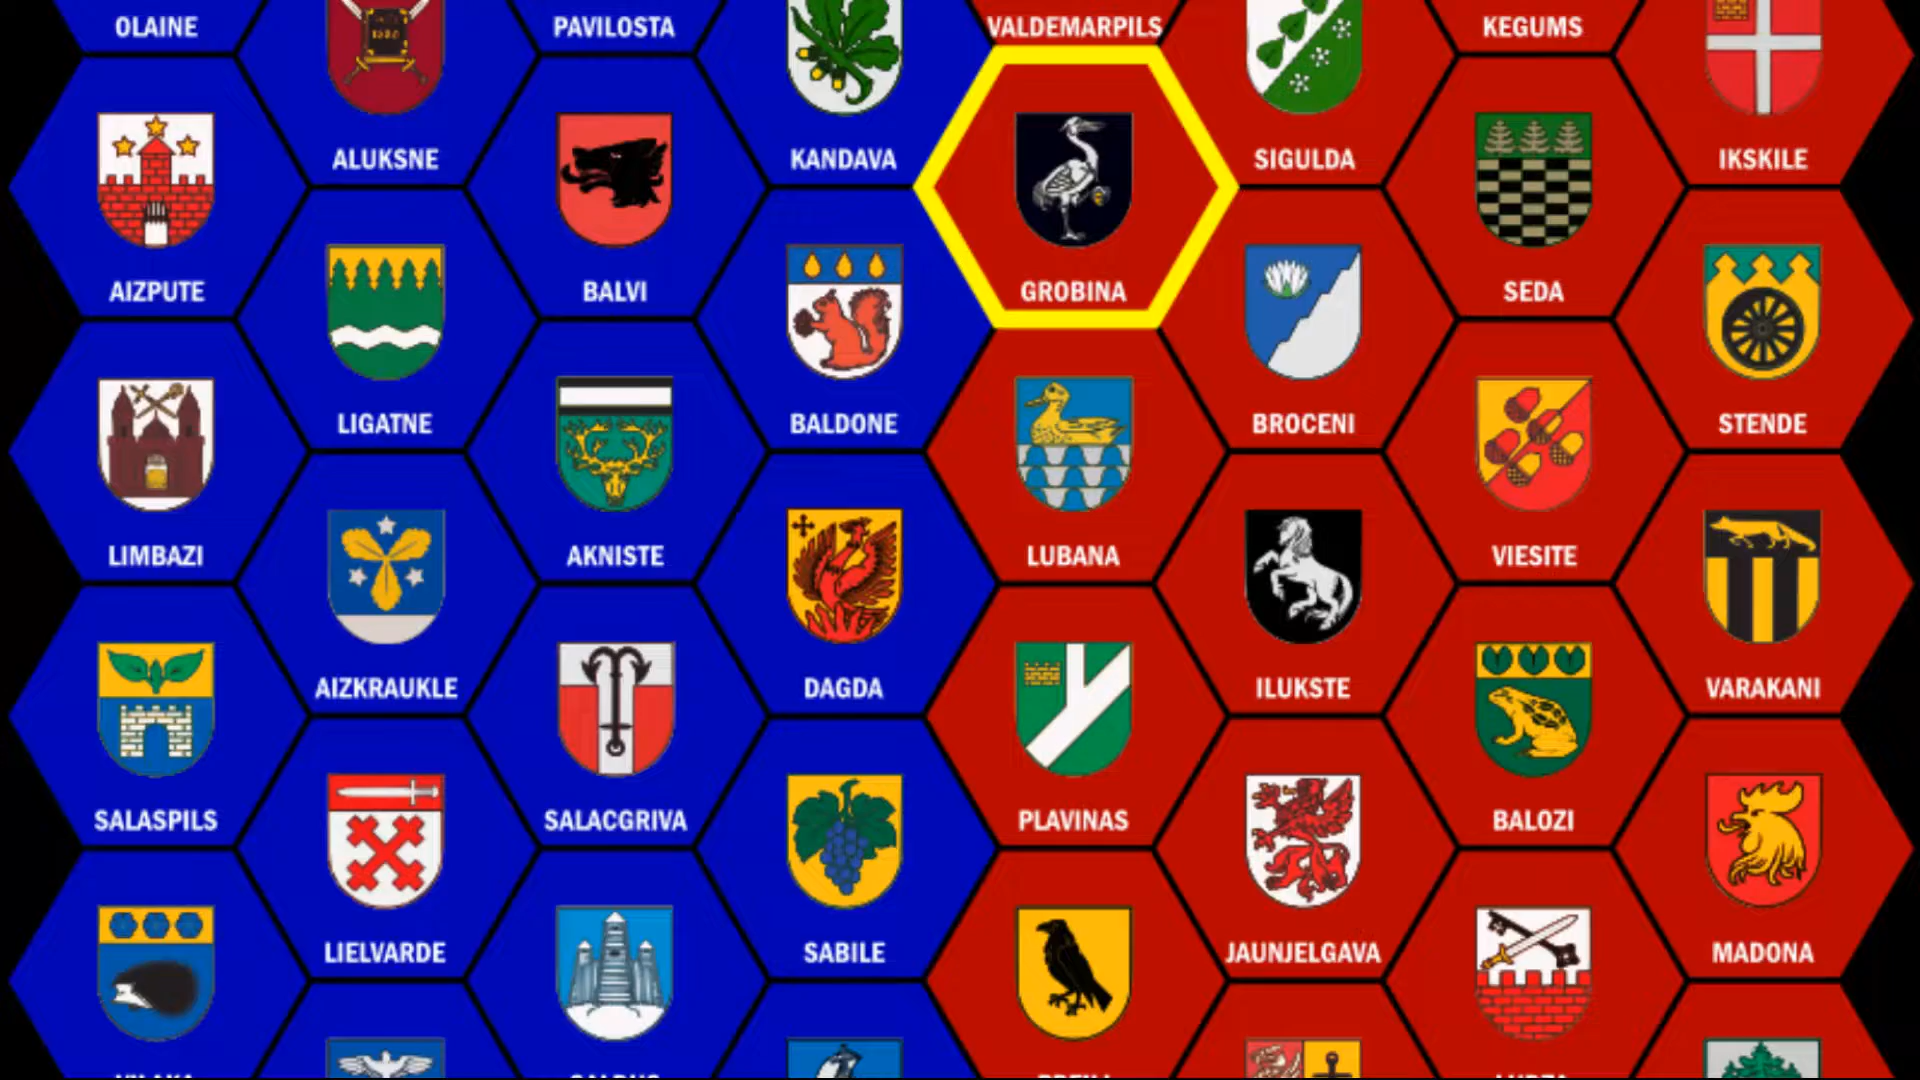 OLAINE
PAVILOSTA
VALDEMARPILS
KEGUMS
ALUKSNE
KANDAVA
SIGULDA
IKSKILE
AIZPUTE
BALVI
GROBINA
SEDA
LIGATNE
BALDONE
BROCENI
STENDE
LIMBAZI
AKNISTE
LUBANA
VIESITE
AIZKRAUKLE
DAGDA
ILUKSTE
VARAKANI
SALASPILS
SALACGRIVA
PLAVINAS
BALOZI
LIELVARDE
SABILE
JAUNJELGAVA
MADONA